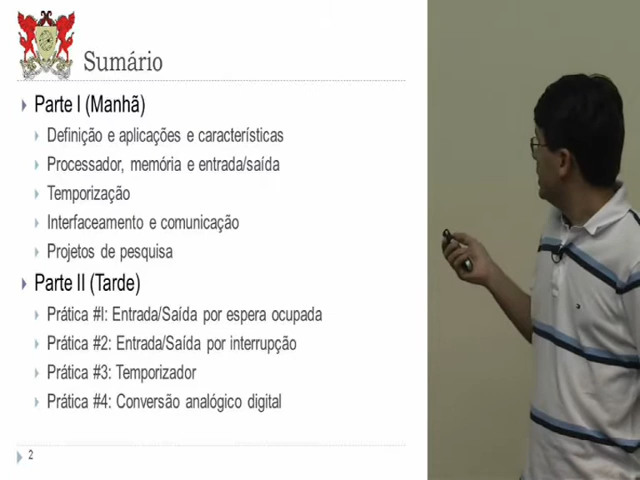 Sumário
Parte I (Manhã)
Definição e aplicações e características
Processador, memória e entrada/saída
Temporização
Interfaceamento e comunicação
Projetos de pesquisa
Parte II (Tarde)
Prática #I: Entrada/Saída por espera ocupada
Prática #2: Entrada/Saída por interrupção
Prática #3: Temporizador
Prática #4: Conversão analógico digital
2